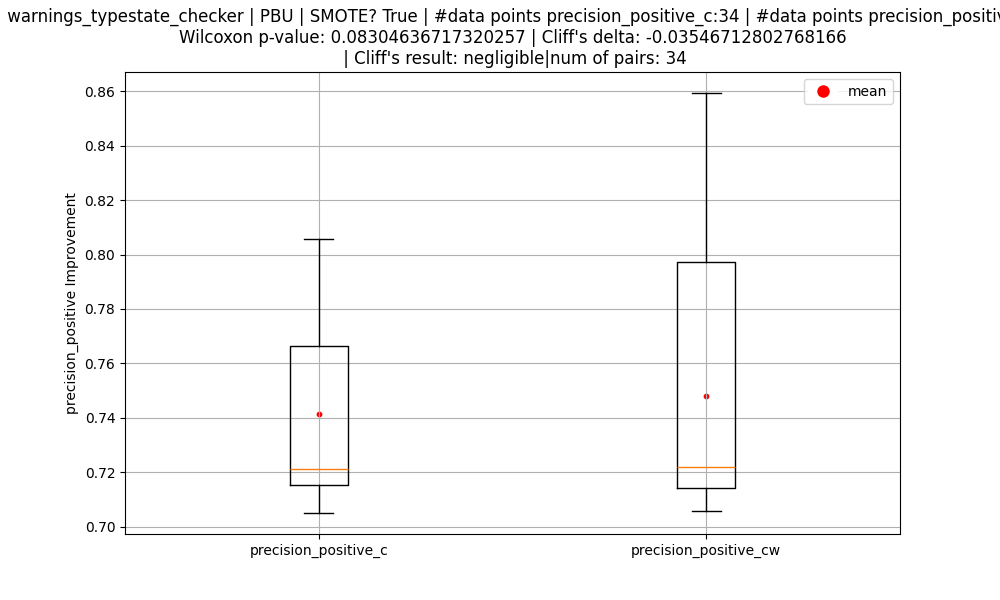 warnings_typestate_checker | PBU | SMOTE? True | #data points precision_positive_c:34 | #data points
Wilcoxon p-value: 0.08304636717320257 | Cliff's delta: -0.03546712802768166
| Cliff's result: negligible|num of pairs: 34
mean
0.86
0.84
0.82
0.80
0.78
0.76
0.74
0.72
0.70
precision_positive Improvement
precision_positive_c
precision_positive_cw